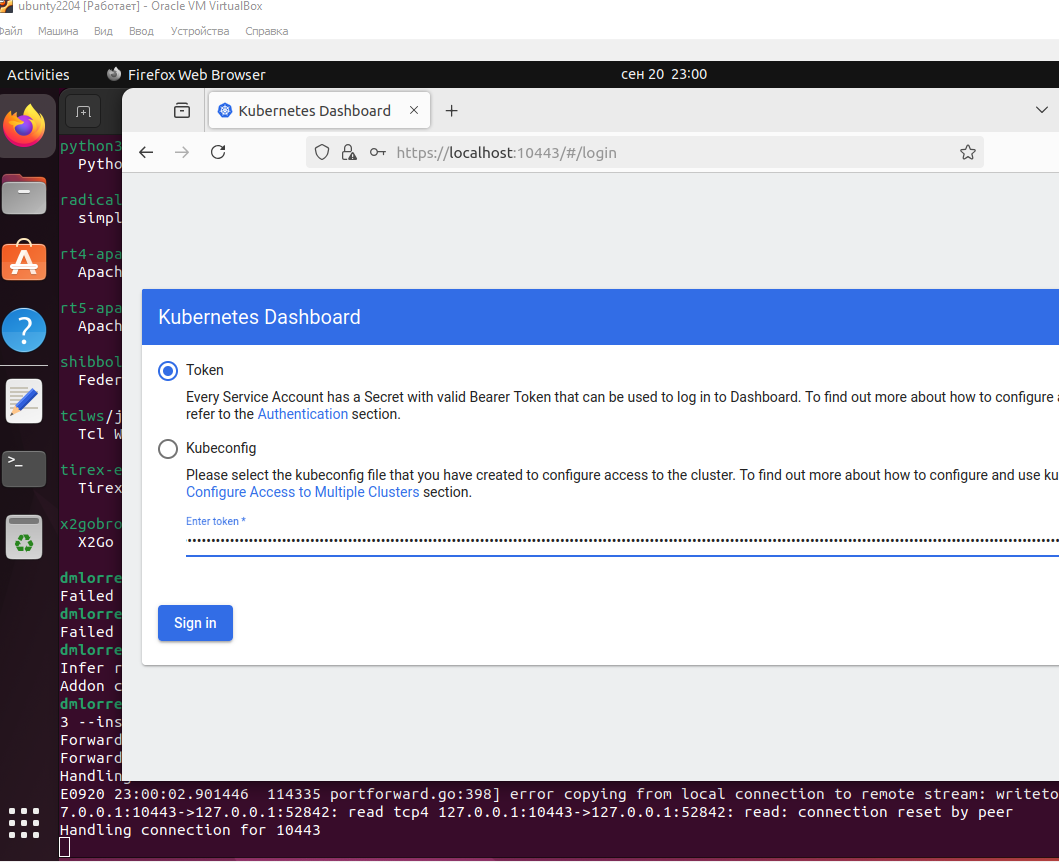 ubunty2204 [Работает] - Oracle VM VirtualBox
Файл Машина Вид Ввод Устройства Справка
Activities Firefox Web Browser сен 20 23:00
Kubernetes Dashboard
https://localhost:10443/#/login
python3
Pytho
radical
simpl
rt4-apa
Apach
rt5-apa
Apach
shibbol
Feder
tclws/j
Tcl W
tirex-e
Tirex
x2gobro
X2Go
dmlorre
Failed
dmlorre
Failed
dmlorre
Infer r
Addon c
dmlorre
3 --ins
Forward
Forward
Handling
Kubernetes Dashboard
Token
Every Service Account has a Secret with valid Bearer Token that can be used to log in to Dashboard. To find out more about how to configure a
refer to the Authentication section.
Kubeconfig
Please select the kubeconfig file that you have created to configure access to the cluster. To find out more about how to configure and use ku
Configure Access to Multiple Clusters section.
Enter token *
Sign in
E0920 23:00:02.901446 114335 portforward.go:398] error copying from local connection to remote stream: writeto
7.0.0.1:10443->127.0.0.1:52842: read tcp4 127.0.0.1:10443->127.0.0.1:52842: read: connection reset by peer
Handling connection for 10443